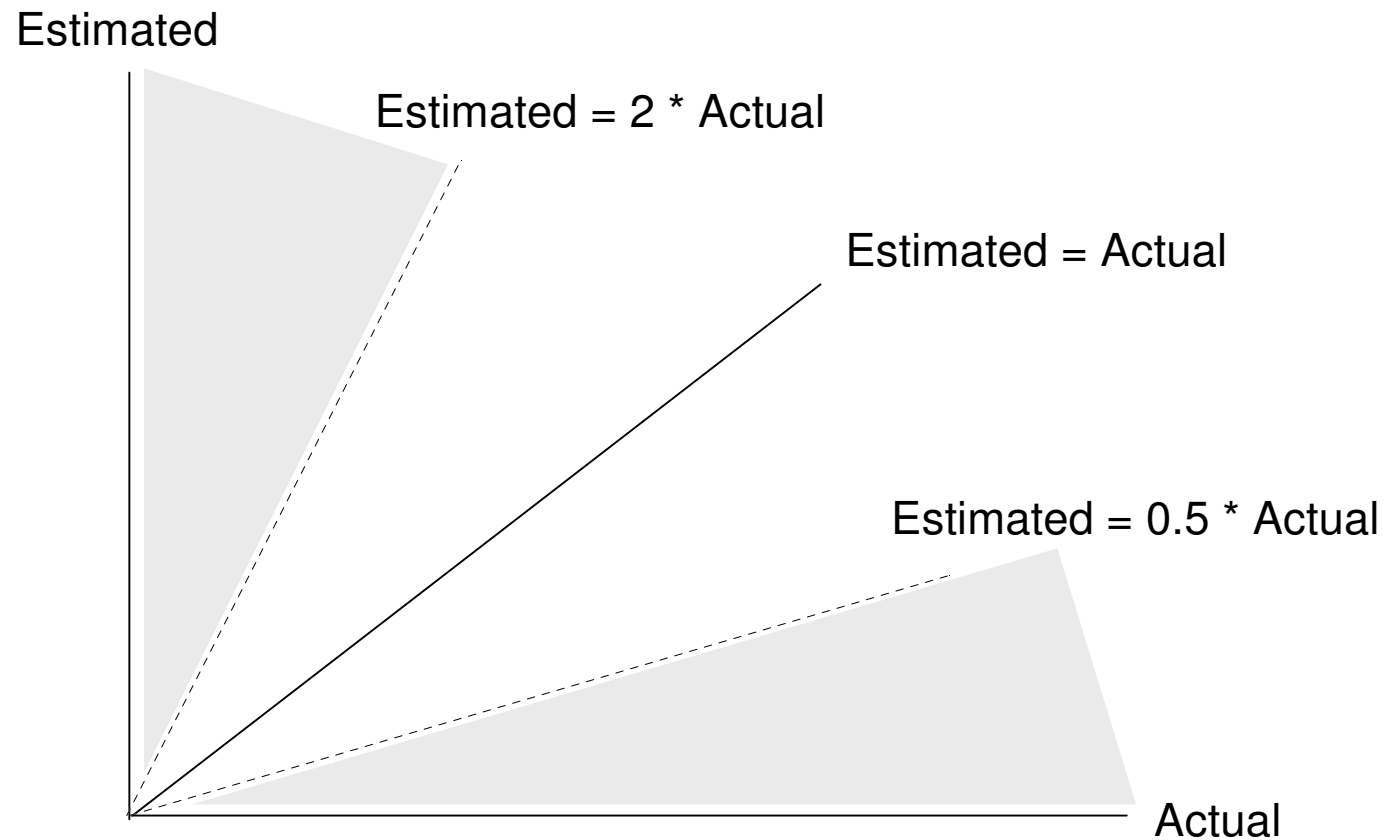 Estimated
Estimated = 2 * Actual
Estimated = Actual
Estimated = 0.5 * Actual
Actual